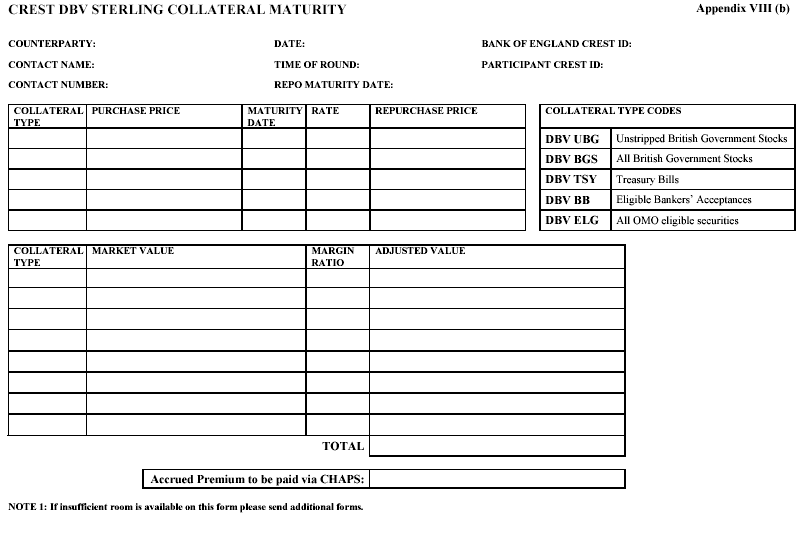 CREST DBV STERLING COLLATERAL MATURITY
Appendix VIII (b)
COUNTERPARTY: DATE: BANK OF ENGLAND CREST ID:
CONTACT NAME: TIME OF ROUND: PARTICIPANT CREST ID:
CONTACT NUMBER: REPO MATURITY DATE:
COLLATERAL TYPE PURCHASE PRICE MATURITY DATE RATE REPURCHASE PRICE
COLLATERAL TYPE CODES
DBV UBG Unstripped British Government Stocks
DBV BGS All British Government Stocks
DBV TSY Treasury Bills
DBV BB Eligible Bankers’ Acceptances
DBV ELG All OMO eligible securities
COLLATERAL TYPE MARKET VALUE MARGIN RATIO ADJUSTED VALUE
TOTAL
Accrued Premium to be paid via CHAPS:
NOTE 1: If insufficient room is available on this form please send additional forms.